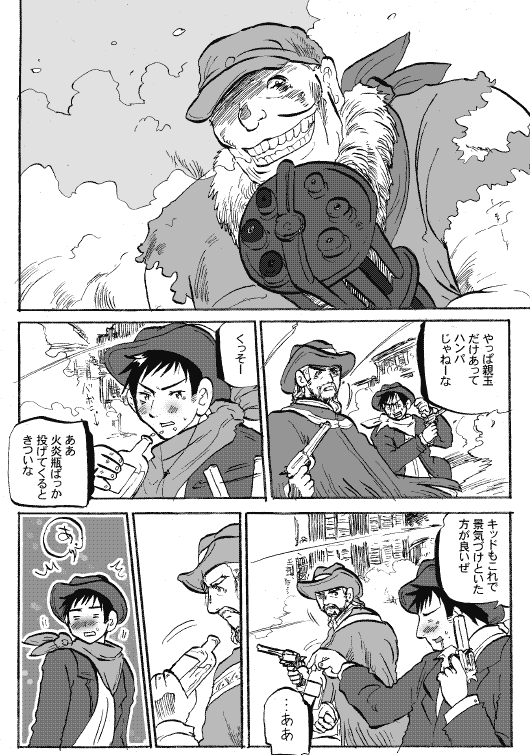 やっぱ親玉
だけあって
ハンパ
じゃねーな
くっそー
ああ
火炎瓶ばっか
投げてくると
きついな
キッドもこれで
景気づけといた
方が良いぜ
…ああ
あっ